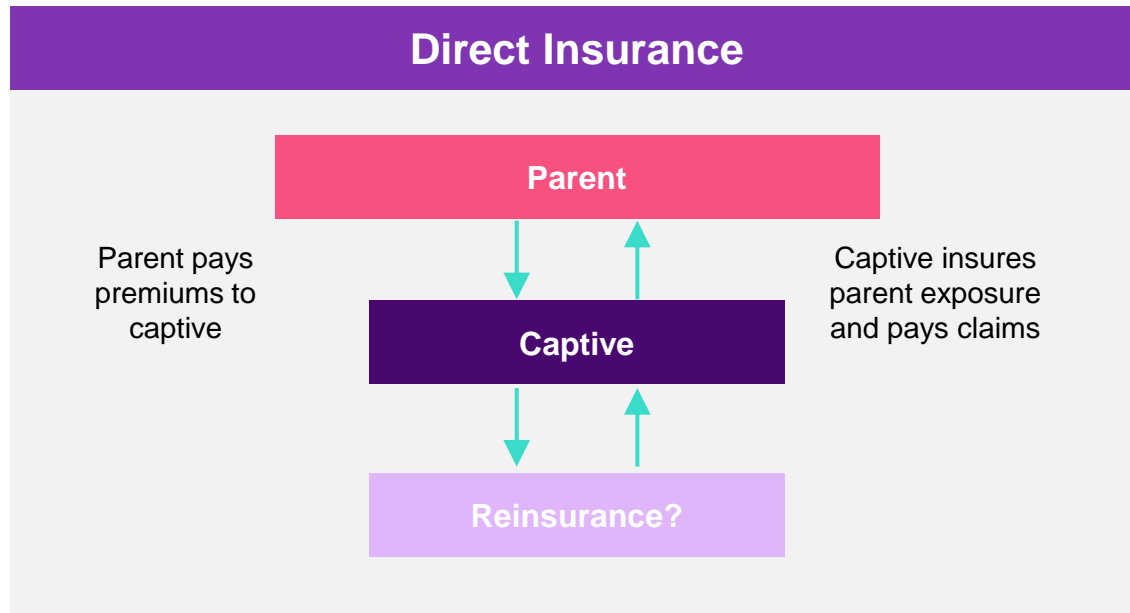 Direct Insurance
Parent
Parent pays
premiums to
captive
Captive insures
parent exposure
and pays claims
Captive
Reinsurance?